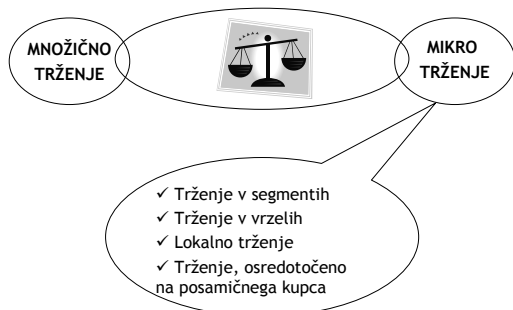 MNOŽIČNO
TRŽENJE
MIKRO
TRŽENJE
✓ Trženje v segmentih
✓ Trženje v vrzelih
✓ Lokalno trženje
✓ Trženje, osredotočeno
na posamičnega kupca